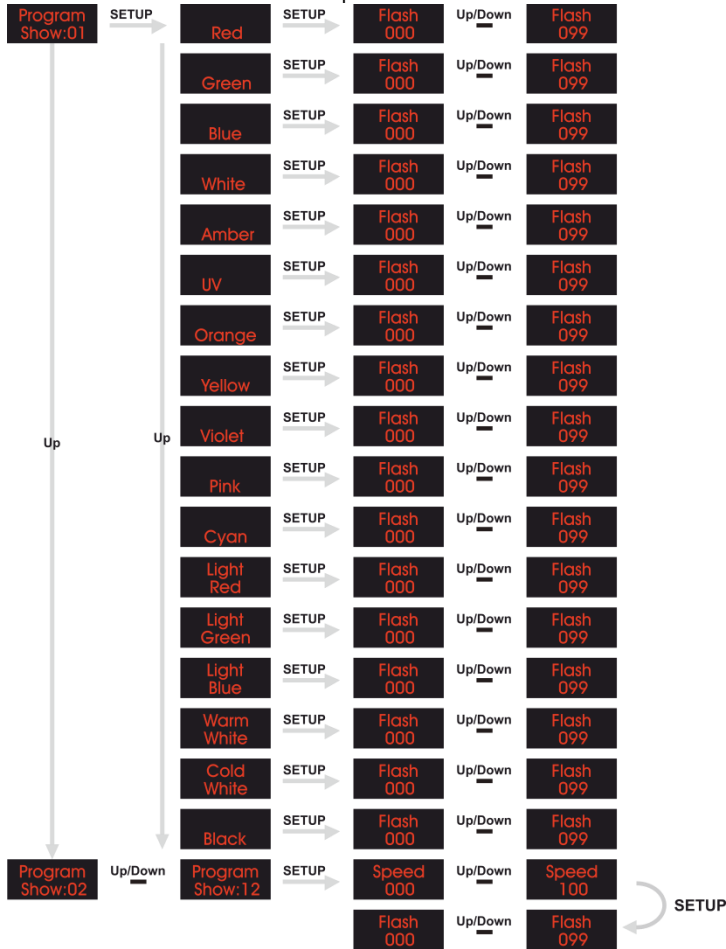 Program
Show:01
SETUP
Red
SETUP
Flash
000
Up/Down
Flash
099
Green
SETUP
Flash
000
Up/Down
Flash
099
Blue
SETUP
Flash
000
Up/Down
Flash
099
White
SETUP
Flash
000
Up/Down
Flash
099
Amber
SETUP
Flash
000
Up/Down
Flash
099
UV
SETUP
Flash
000
Up/Down
Flash
099
Orange
SETUP
Flash
000
Up/Down
Flash
099
Yellow
SETUP
Flash
000
Up/Down
Flash
099
Up
Up
Violet
SETUP
Flash
000
Up/Down
Flash
099
Pink
SETUP
Flash
000
Up/Down
Flash
099
Cyan
SETUP
Flash
000
Up/Down
Flash
099
Light
Red
SETUP
Flash
000
Up/Down
Flash
099
Light
Green
SETUP
Flash
000
Up/Down
Flash
099
Light
Blue
SETUP
Flash
000
Up/Down
Flash
099
Warm
White
SETUP
Flash
000
Up/Down
Flash
099
Cold
White
SETUP
Flash
000
Up/Down
Flash
099
Black
SETUP
Flash
000
Up/Down
Flash
099
Program
Show:02
Up/Down
Program
Show:12
SETUP
Speed
000
Up/Down
Speed
100
SETUP
Flash
000
Up/Down
Flash
099